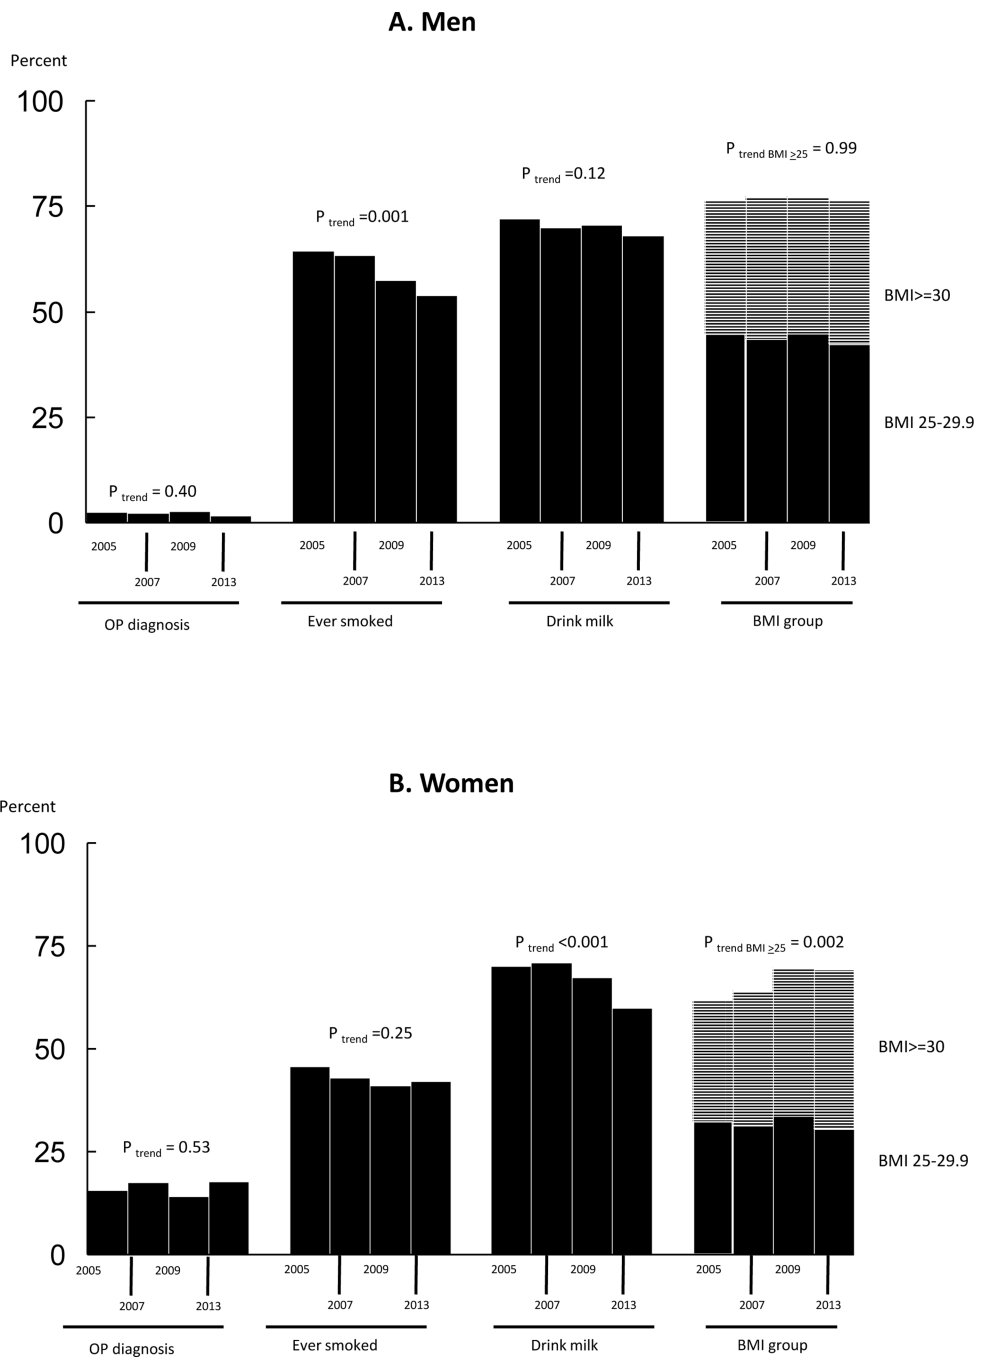 A. Men
Percent
100
P trend BMI ≥25 = 0.99
P trend =0.12
75
P trend =0.001
BMI>=30
50
25
BMI 25-29.9
P trend = 0.40
0
2005 2009 2005 2009 2005 2009 2005 2009
2007 2013 2007 2013 2007 2013 2007 2013
OP diagnosis Ever smoked Drink milk BMI group
B. Women
Percent
100
75
P trend <0.001 P trend BMI ≥25 = 0.002
50
BMI>=30
P trend =0.25
25
P trend = 0.53
BMI 25-29.9
0
2005 2009 2005 2009 2005 2009 2005 2009
2007 2013 2007 2013 2007 2013 2007 2013
OP diagnosis Ever smoked Drink milk BMI group